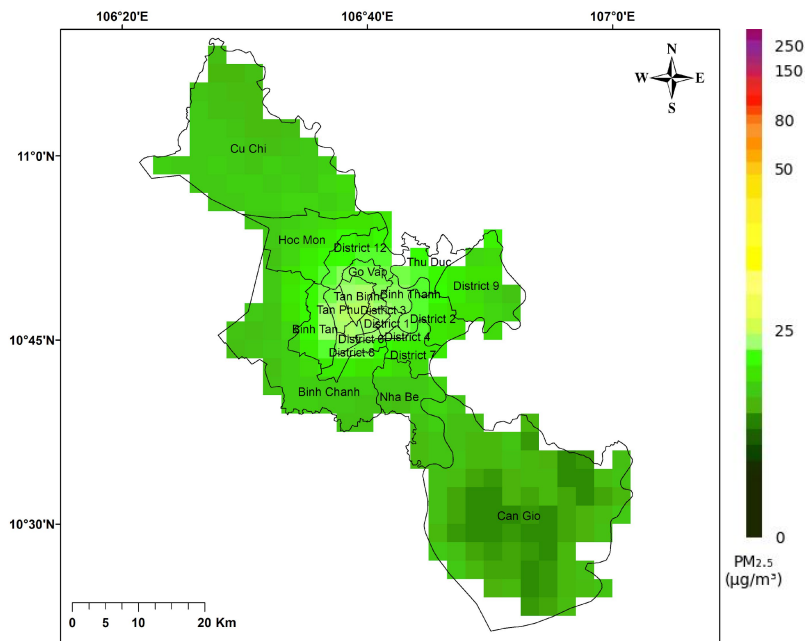 106°20'E 106°40'E 107°0'E
250
N
W E
150
S
80
Cu Chi
11°0'N
50
Hoc Mon
District 12
Thu Duc
Go Vap
District 9
Tan Binh Binh Thanh
Tan Phu District 3
District 2
District 1
25
Binh Tan
10°45'N
District 6 District 4
District 8
District 7
Binh Chanh
Nha Be
Can Gio
10°30'N
0
PM2.5
(µg/m³)
0 5 10 20 Km